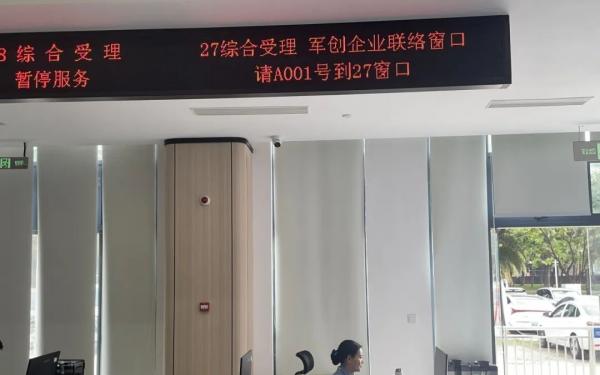 8 综合受理
暂停服务
27综合受理 军创企业联络窗口
请A001号到27窗口